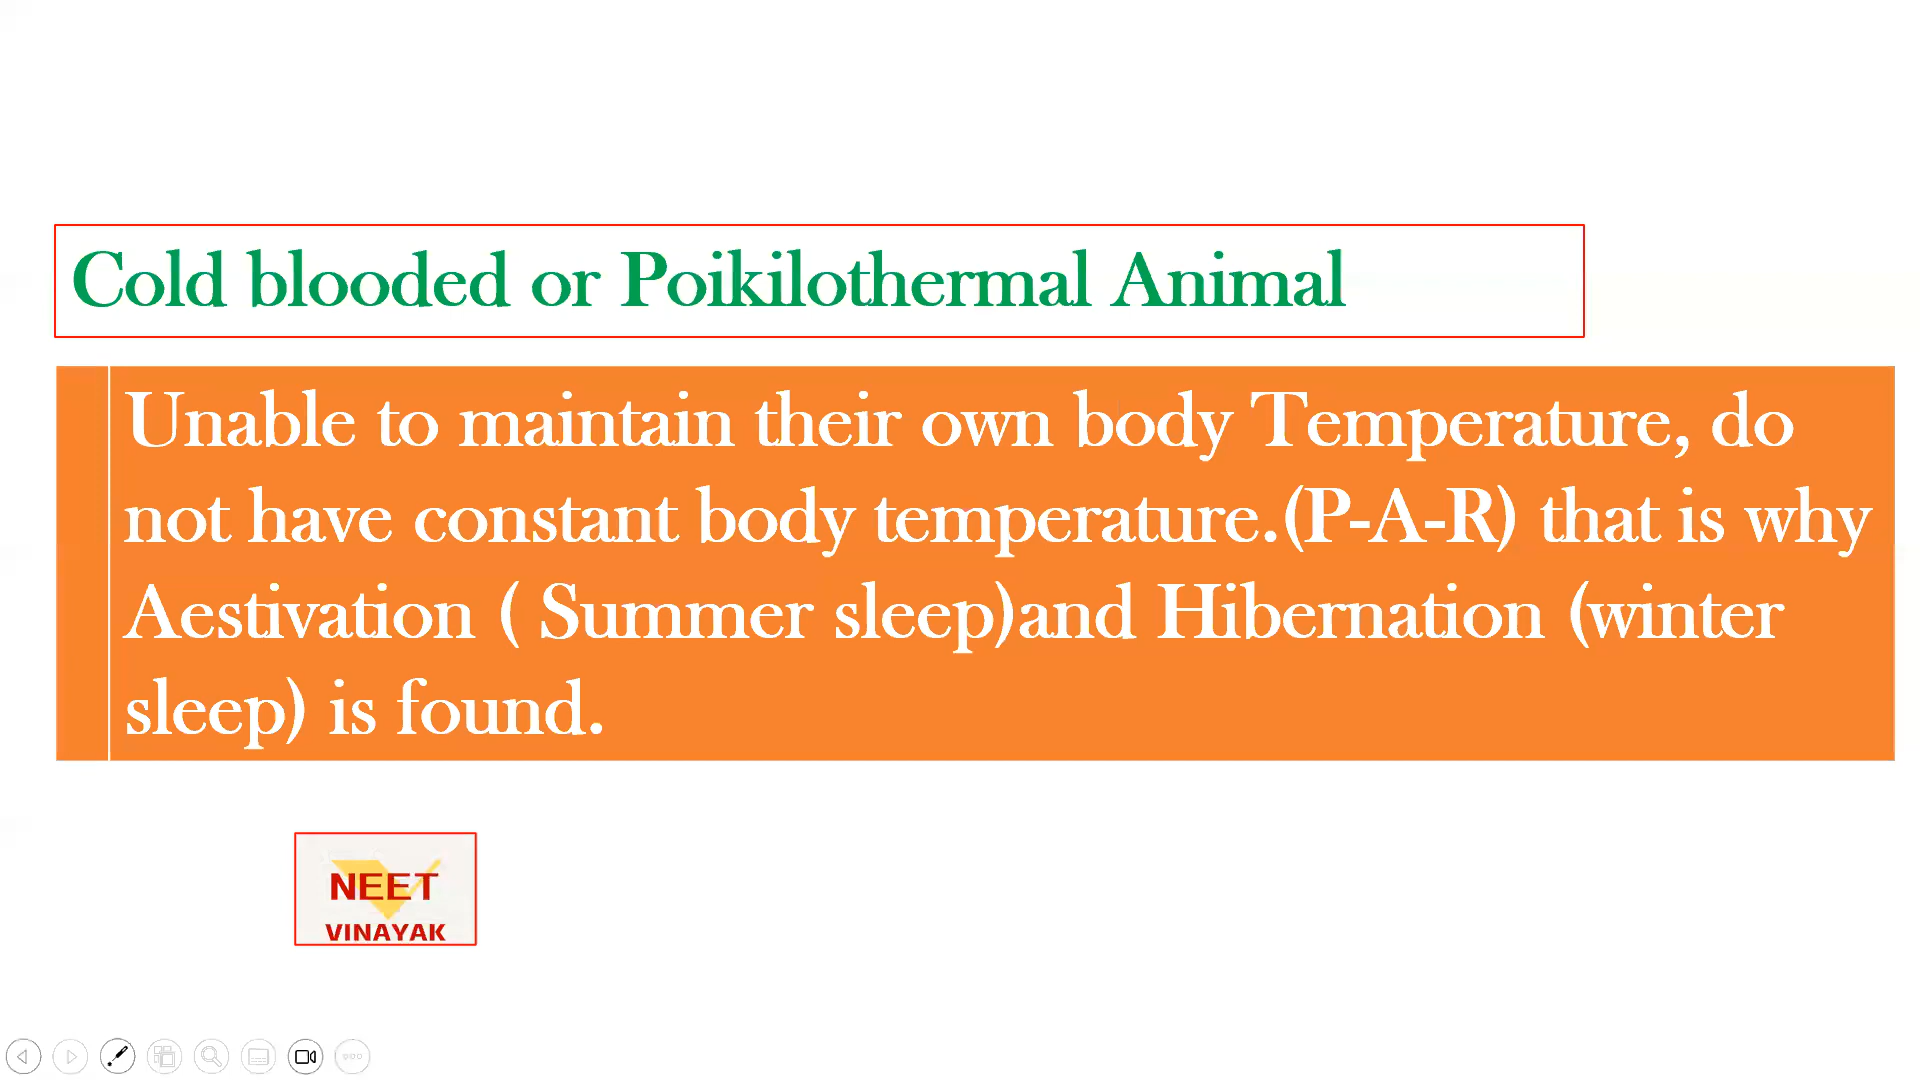 Cold blooded or Poikilothermal Animal
Unable to maintain their own body Temperature, do
not have constant body temperature.(P-A-R) that is why
Aestivation ( Summer sleep)and Hibernation (winter
sleep) is found.
NEET
VINAYAK